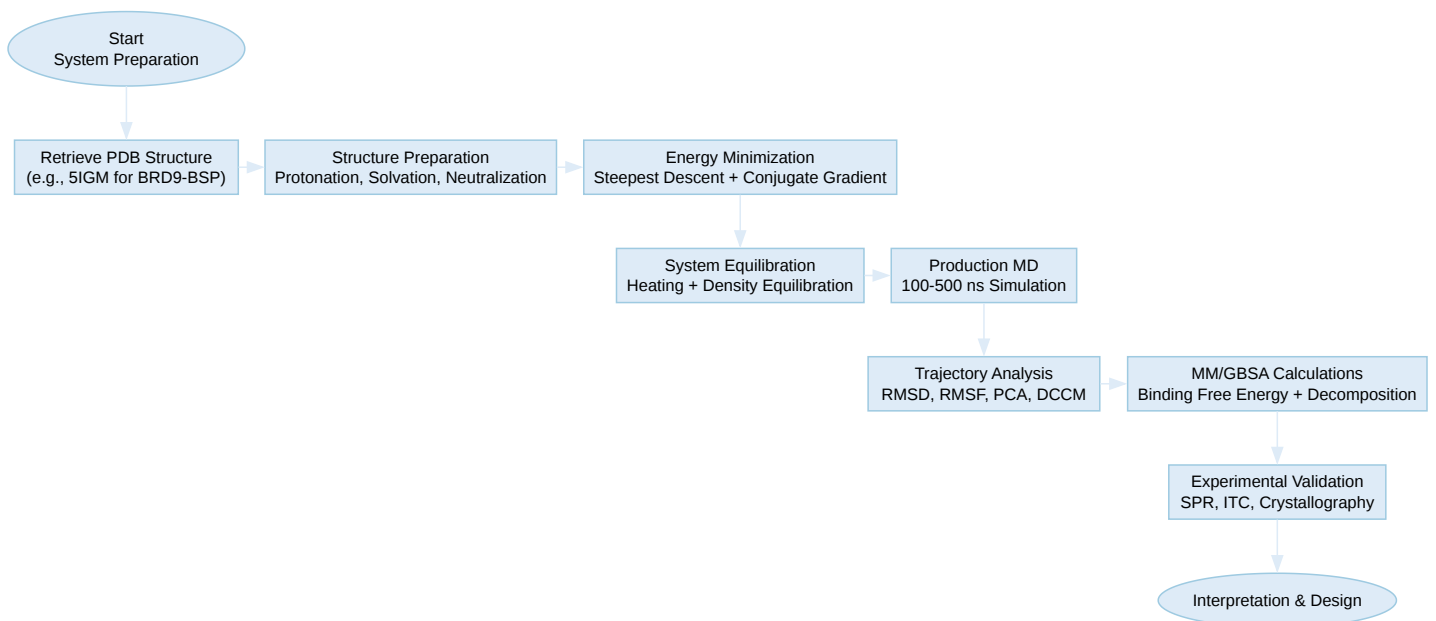 Start
System Preparation
Retrieve PDB Structure
(e.g., 5IGM for BRD9-BSP)
Structure Preparation
Protonation, Solvation, Neutralization
Energy Minimization
Steepest Descent + Conjugate Gradient
System Equilibration
Heating + Density Equilibration
Production MD
100-500 ns Simulation
Trajectory Analysis
RMSD, RMSF, PCA, DCCM
MM/GBSA Calculations
Binding Free Energy + Decomposition
Experimental Validation
SPR, ITC, Crystallography
Interpretation & Design